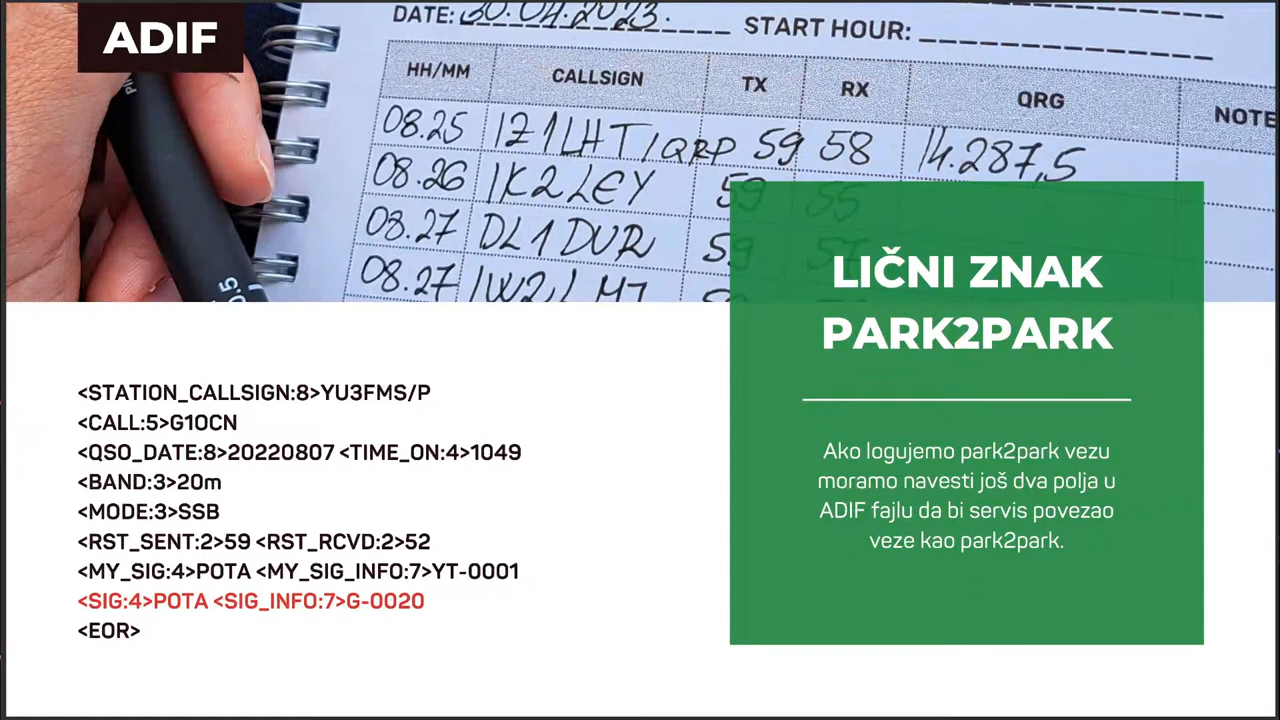 ADIF
DATE: 30.04.2023.
START HOUR:
HH/MM CALLSIGN TX RX QRG NOTE
08.25 IZ1LHT/QRP 59 58 14.287,5
08.26 IK2LEY 59 55
08.27 DL1DUR 59
08.27
LIČNI ZNAK
PARK2PARK
Ako logujemo park2park vezu
moramo navesti još dva polja u
ADIF fajlu da bi servis povezao
veze kao park2park.
<STATION_CALLSIGN:8>YU3FMS/P
<CALL:5>G1OCN
<QSO_DATE:8>20220807 <TIME_ON:4>1049
<BAND:3>20m
<MODE:3>SSB
<RST_SENT:2>59 <RST_RCVD:2>52
<MY_SIG:4>POTA <MY_SIG_INFO:7>YT-0001
<SIG:4>POTA <SIG_INFO:7>G-0020
<EOR>